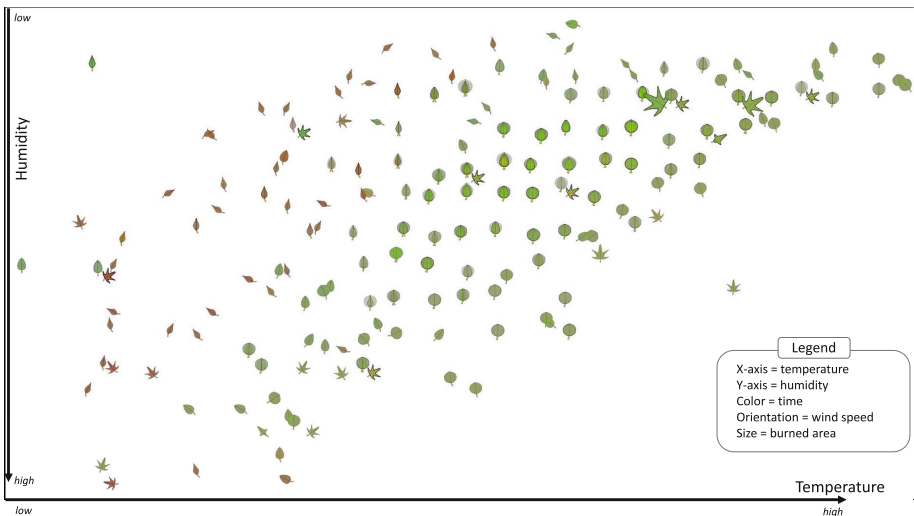 low
Humidity
Legend
X-axis = temperature
Y-axis = humidity
Color = time
Orientation = wind speed
Size = burned area
high
Temperature
low
high